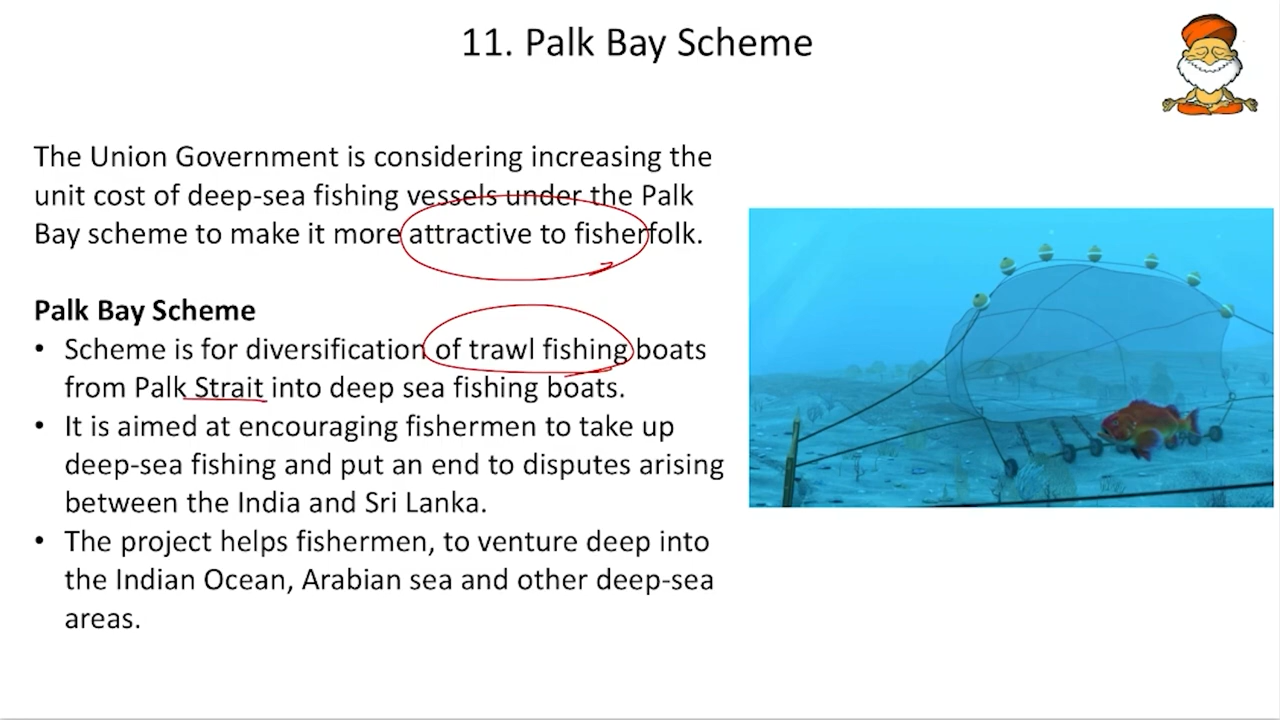 11. Palk Bay Scheme
The Union Government is considering increasing the
unit cost of deep-sea fishing vessels under the Palk
Bay scheme to make it more attractive to fisherfolk.
Palk Bay Scheme
• Scheme is for diversification of trawl fishing boats
from Palk Strait into deep sea fishing boats.
• It is aimed at encouraging fishermen to take up
deep-sea fishing and put an end to disputes arising
between the India and Sri Lanka.
• The project helps fishermen, to venture deep into
the Indian Ocean, Arabian sea and other deep-sea
areas.